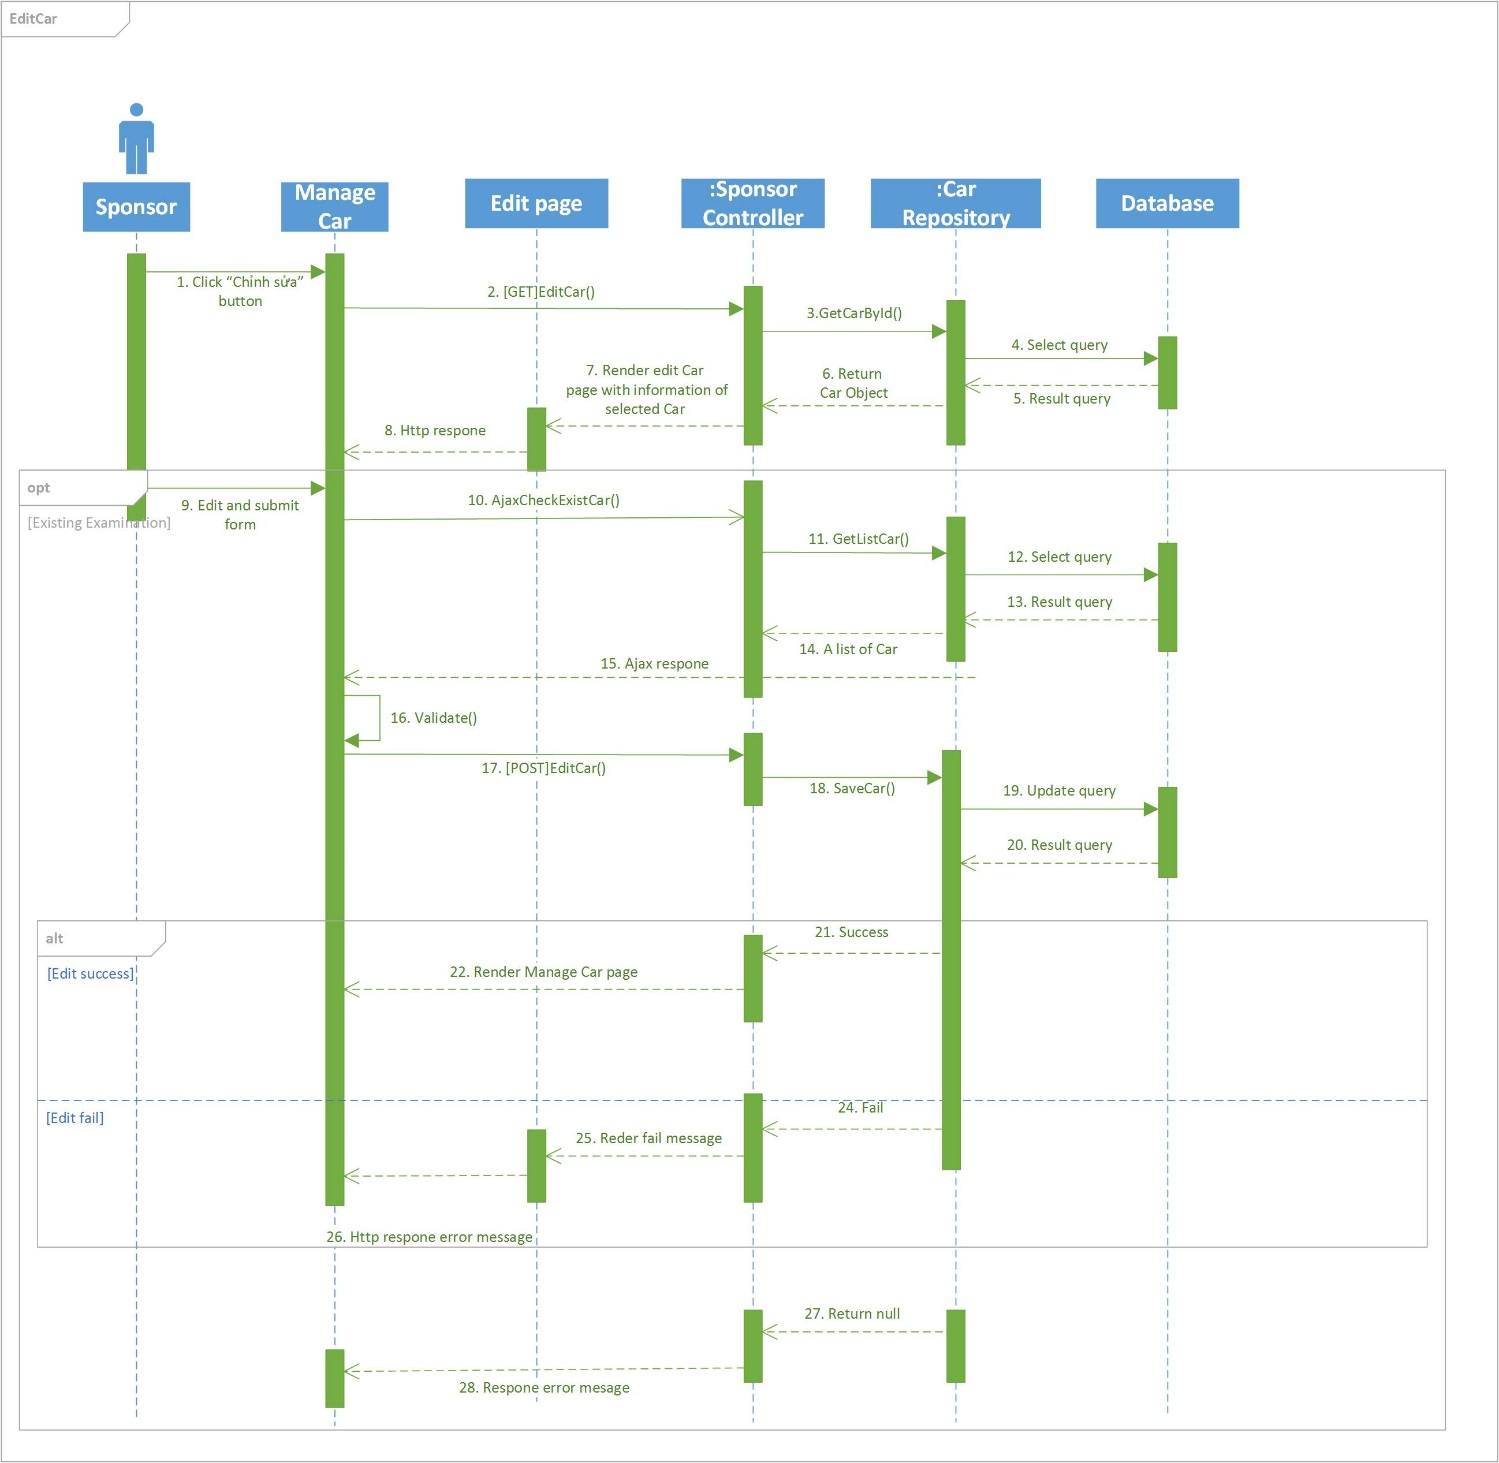 EditCar
Sponsor
Manage
Car
Edit page
:Sponsor
Controller
:Car
Repository
Database
1. Click “Chỉnh sửa”
button
2. [GET]EditCar()
3.GetCarById()
4. Select query
5. Result query
6. Return
Car Object
7. Render edit Car
page with information of
selected Car
8. Http respone
opt
[Existing Examination]
9. Edit and submit
form
10. AjaxCheckExistCar()
11. GetListCar()
12. Select query
13. Result query
14. A list of Car
15. Ajax respone
16. Validate()
17. [POST]EditCar()
18. SaveCar()
19. Update query
20. Result query
alt
[Edit success]
21. Success
22. Render Manage Car page
[Edit fail]
24. Fail
25. Reder fail message
26. Http respone error message
27. Return null
28. Respone error mesage